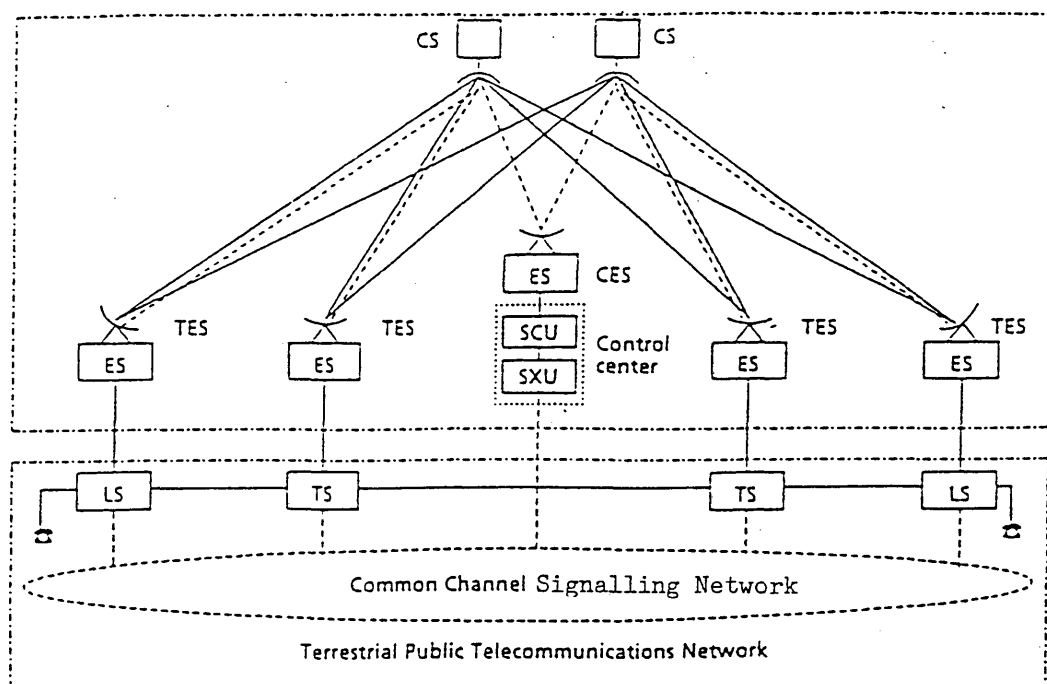 CS
CS
ES
CES
TES
TES
TES
TES
SCU
Control
center
ES
ES
SXU
ES
ES
LS
TS
TS
LS
Common Channel Signalling Network
Terrestrial Public Telecommunications Network